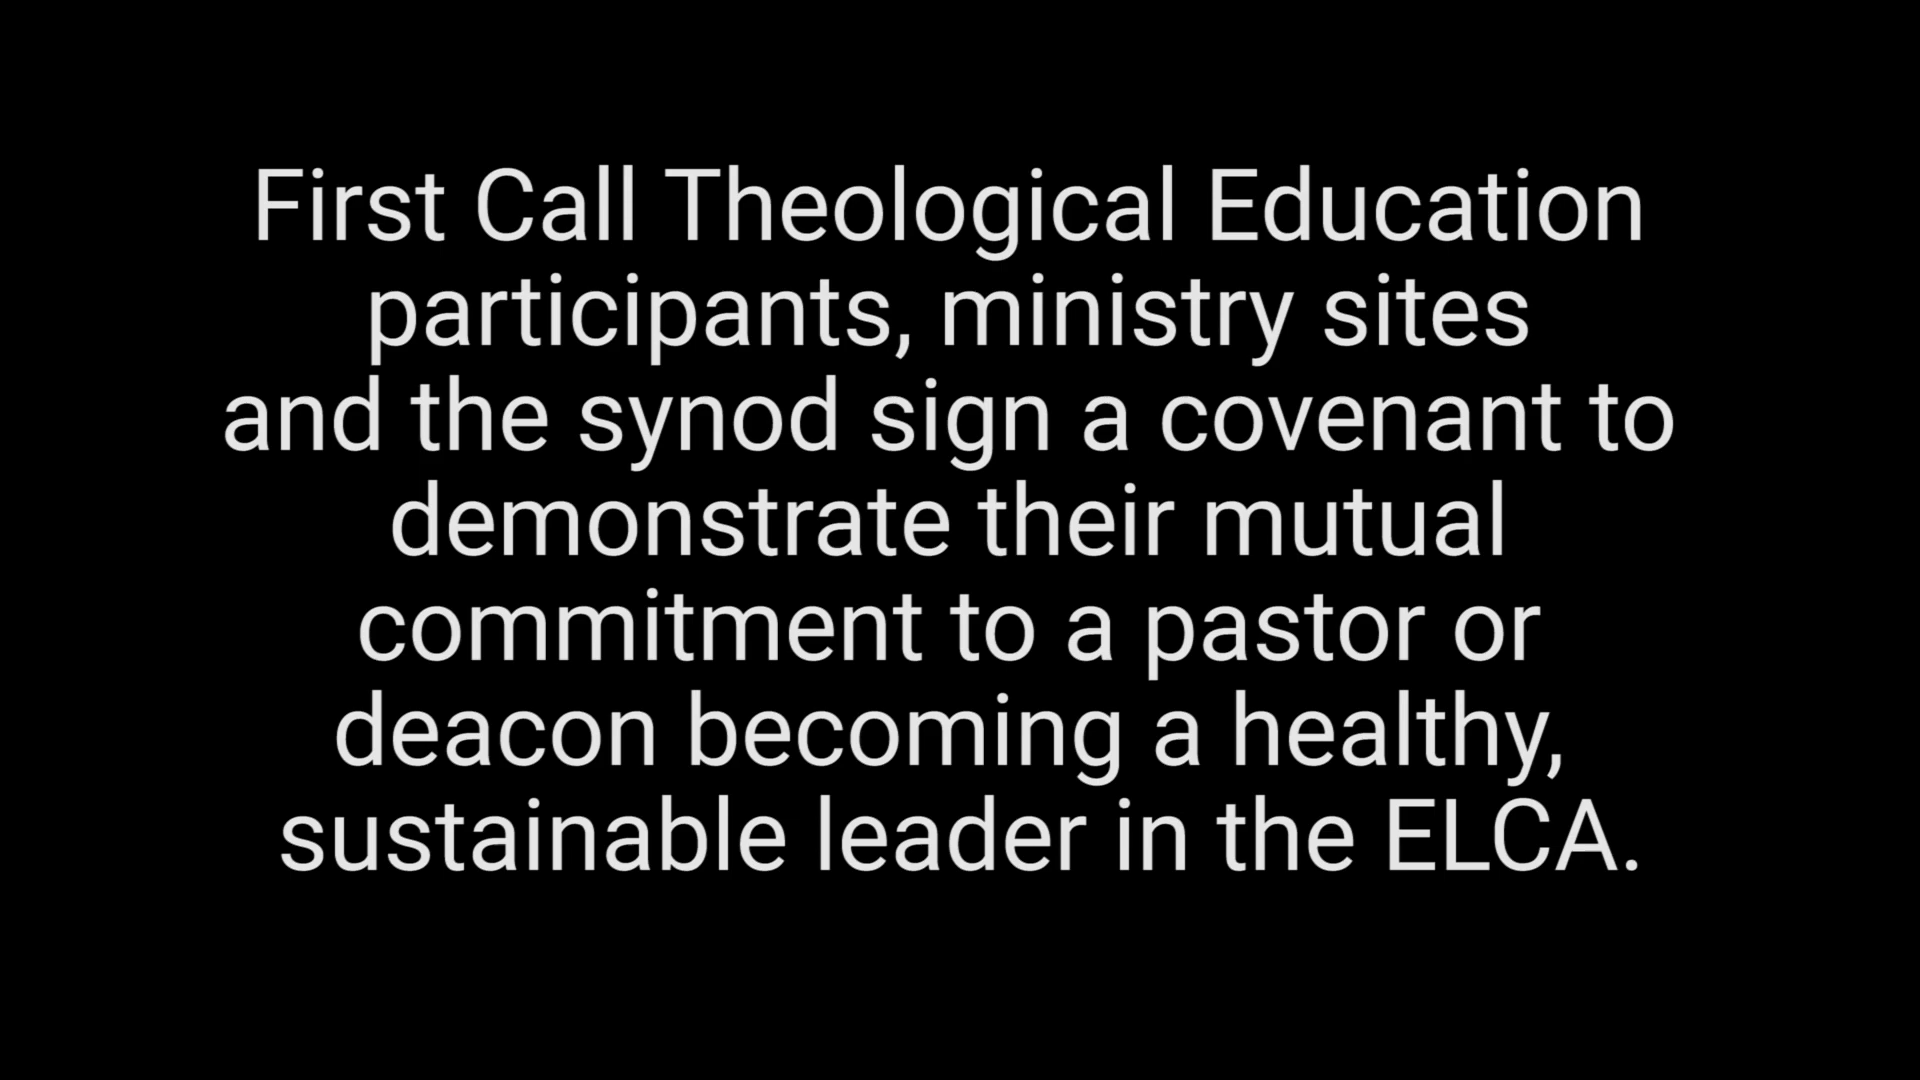 First Call Theological Education
participants, ministry sites
and the synod sign a covenant to
demonstrate their mutual
commitment to a pastor or
deacon becoming a healthy,
sustainable leader in the ELCA.